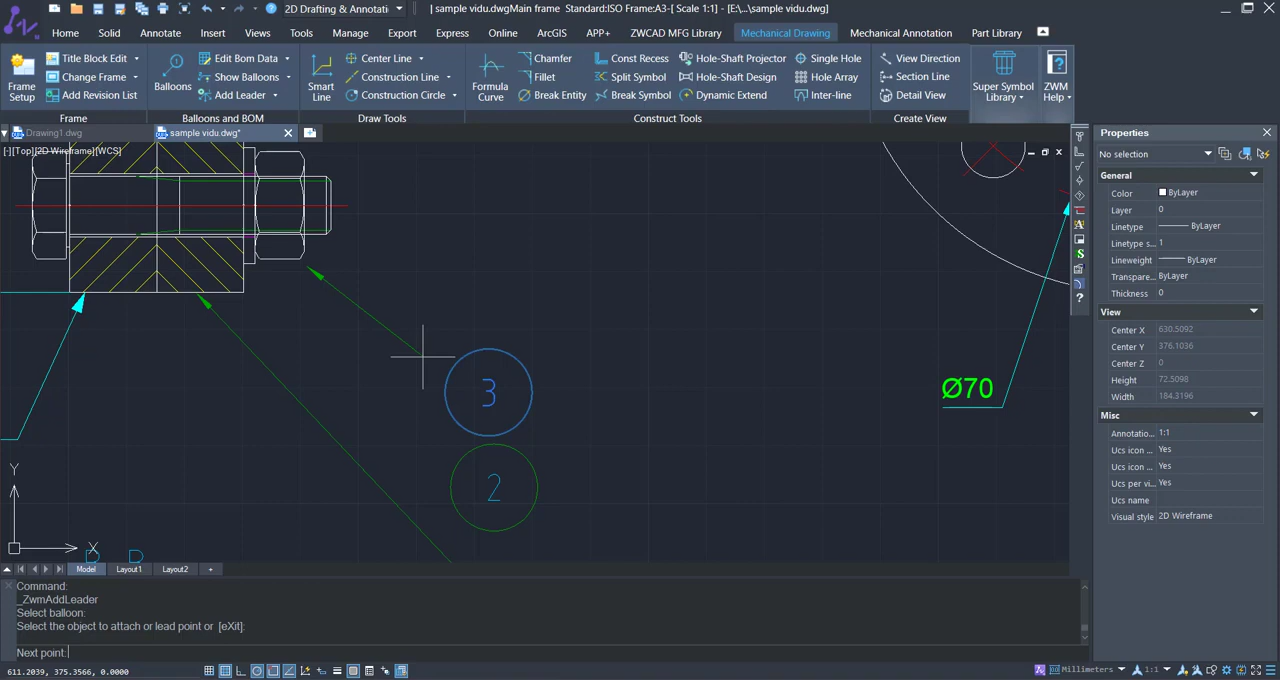 2D Drafting & Annotati
| sample vidu.dwgMain frame  Standard:ISO Frame:A3-[ Scale 1:1 ] - [E:\...\sample vidu.dwg]
Home Solid Annotate Insert Views Tools Manage Export Express Online ArcGIS APP+ ZWCAD MFG Library Mechanical Drawing Mechanical Annotation Part Library
Title Block Edit Edit Bom Data Center Line Chamfer Const Recess Hole-Shaft Projector Single Hole View Direction
Change Frame Show Balloons Construction Line Fillet Split Symbol Hole-Shaft Design Hole Array Section Line
Frame Setup Balloons Smart Line Formula Curve Super Symbol Library ZWM Help
Add Revision List Add Leader Construction Circle Break Entity Break Symbol Dynamic Extend Inter-line Detail View
Frame Balloons and BOM Draw Tools Construct Tools Create View
Drawing1.dwg sample vidu.dwg* Properties
[-][Top][2D Wireframe][WCS]
No selection
General
Color ByLayer
Layer 0
Linetype ByLayer
Linetype s... 1
Lineweight ByLayer
Transpare... ByLayer
Thickness 0
View
Center X 630.5092
Center Y 376.1036
Center Z 0
Height 72.5098
Width 184.3196
Misc
Annotatio... 1:1
Ucs icon ... Yes
Ucs icon ... Yes
Ucs per vi... Yes
Ucs name
Visual style 2D Wireframe
3
Ø70
2
Y
X
D D
Model Layout1 Layout2 +
Command:
_ZwmAddLeader
Select balloon:
Select the object to attach or lead point or  [eXit]:
Next point:
611.2039, 375.3566, 0.0000 Millimeters 1:1